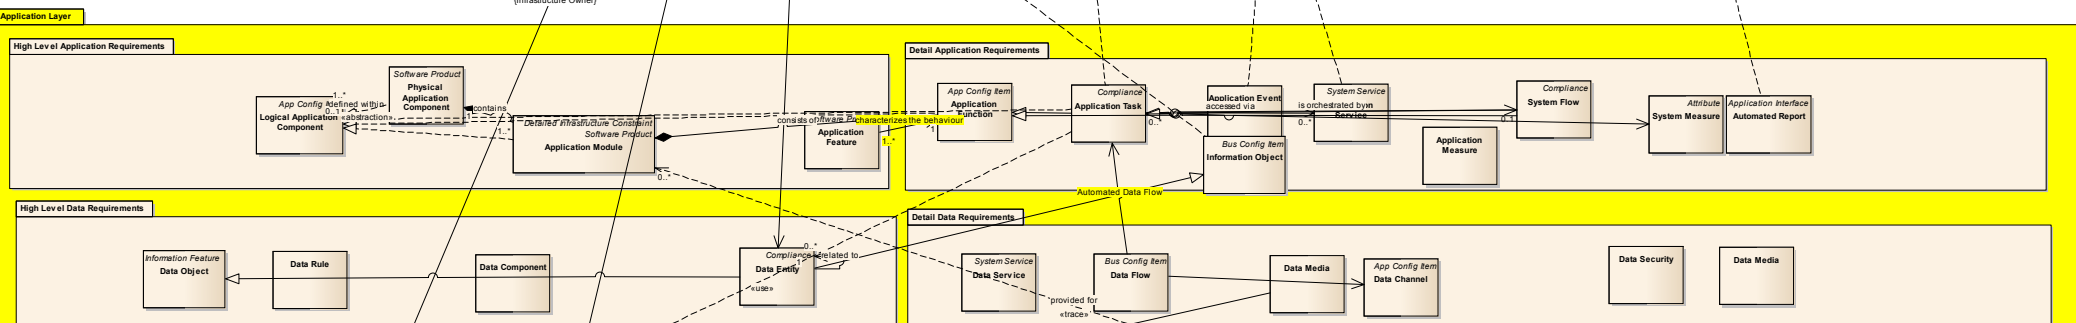 {Infrastructure Owner}
Application Layer
High Level Application Requirements
Software Product
Physical
Application
Component
App Config
Logical Application
Component
1..*
defined within
0..1
«abstraction»
contains
1
1..*
Detailed Infrastructure Constraint
Software Product
Application Module
0..*
consists of
Application
Feature
characterizes the behaviour
1..*
1
Detail Application Requirements
App Config Item
Application
Function
Compliance
Application Task
0..*
Application Event
accessed via
Bus Config Item
Information Object
System Service
is orchestrated by
Service
0..*
Compliance
System Flow
0..1
Application
Measure
Attribute
System Measure
Application Interface
Automated Report
Automated Data Flow
High Level Data Requirements
Information Feature
Data Object
Data Rule
Data Component
0..*
Compliance
related to
1
Data Entity
«use»
Detail Data Requirements
System Service
Data Service
Bus Config Item
Data Flow
provided for
«trace»
Data Media
App Config Item
Data Channel
Data Security
Data Media